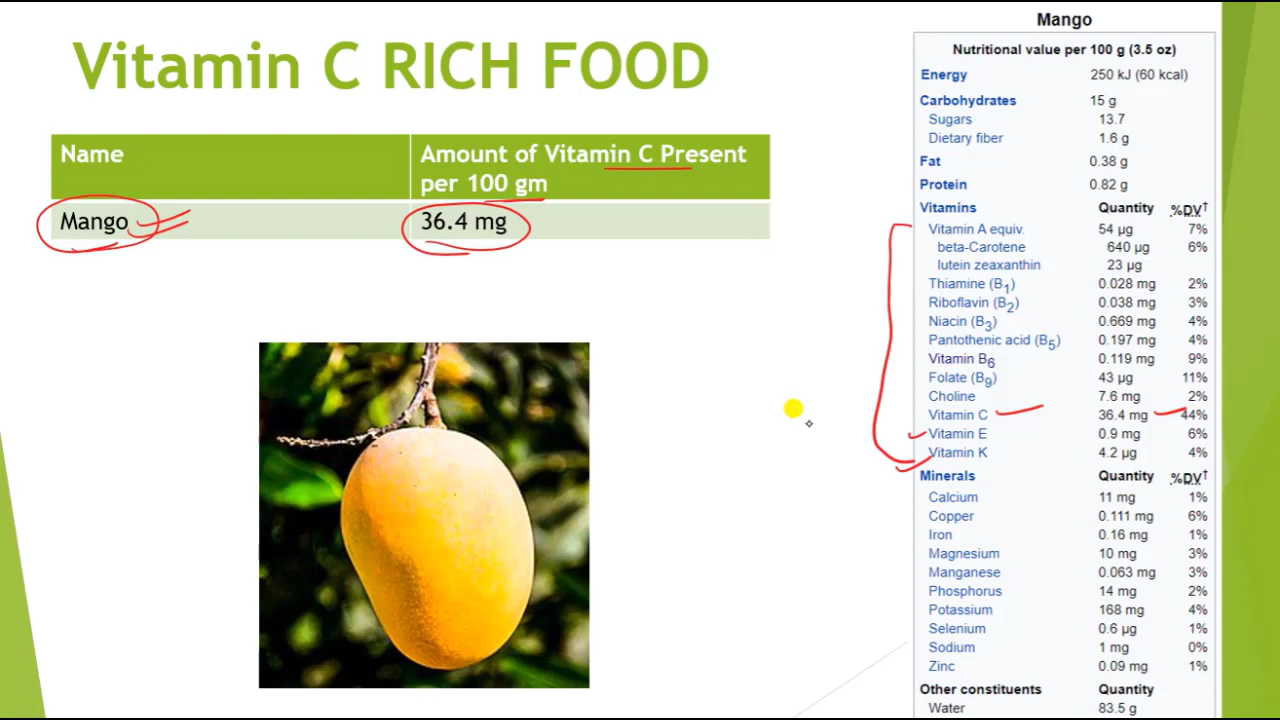 Vitamin C RICH FOOD
Name Amount of Vitamin C Present
per 100 gm
Mango 36.4 mg
Mango
Nutritional value per 100 g (3.5 oz)
Energy 250 kJ (60 kcal)
Carbohydrates 15 g
Sugars 13.7
Dietary fiber 1.6 g
Fat 0.38 g
Protein 0.82 g
Vitamins Quantity %DV†
Vitamin A equiv. 54 μg 7%
beta-Carotene 640 μg 6%
lutein zeaxanthin 23 μg
Thiamine (B1) 0.028 mg 2%
Riboflavin (B2) 0.038 mg 3%
Niacin (B3) 0.669 mg 4%
Pantothenic acid (B5) 0.197 mg 4%
Vitamin B6 0.119 mg 9%
Folate (B9) 43 μg 11%
Choline 7.6 mg 2%
Vitamin C 36.4 mg 44%
Vitamin E 0.9 mg 6%
Vitamin K 4.2 μg 4%
Minerals Quantity %DV†
Calcium 11 mg 1%
Copper 0.111 mg 6%
Iron 0.16 mg 1%
Magnesium 10 mg 3%
Manganese 0.063 mg 3%
Phosphorus 14 mg 2%
Potassium 168 mg 4%
Selenium 0.6 μg 1%
Sodium 1 mg 0%
Zinc 0.09 mg 1%
Other constituents Quantity
Water 83.5 g